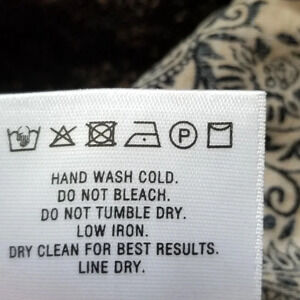 P
HAND WASH COLD.
DO NOT BLEACH.
DO NOT TUMBLE DRY.
LOW IRON.
DRY CLEAN FOR BEST RESULTS.
LINE DRY.